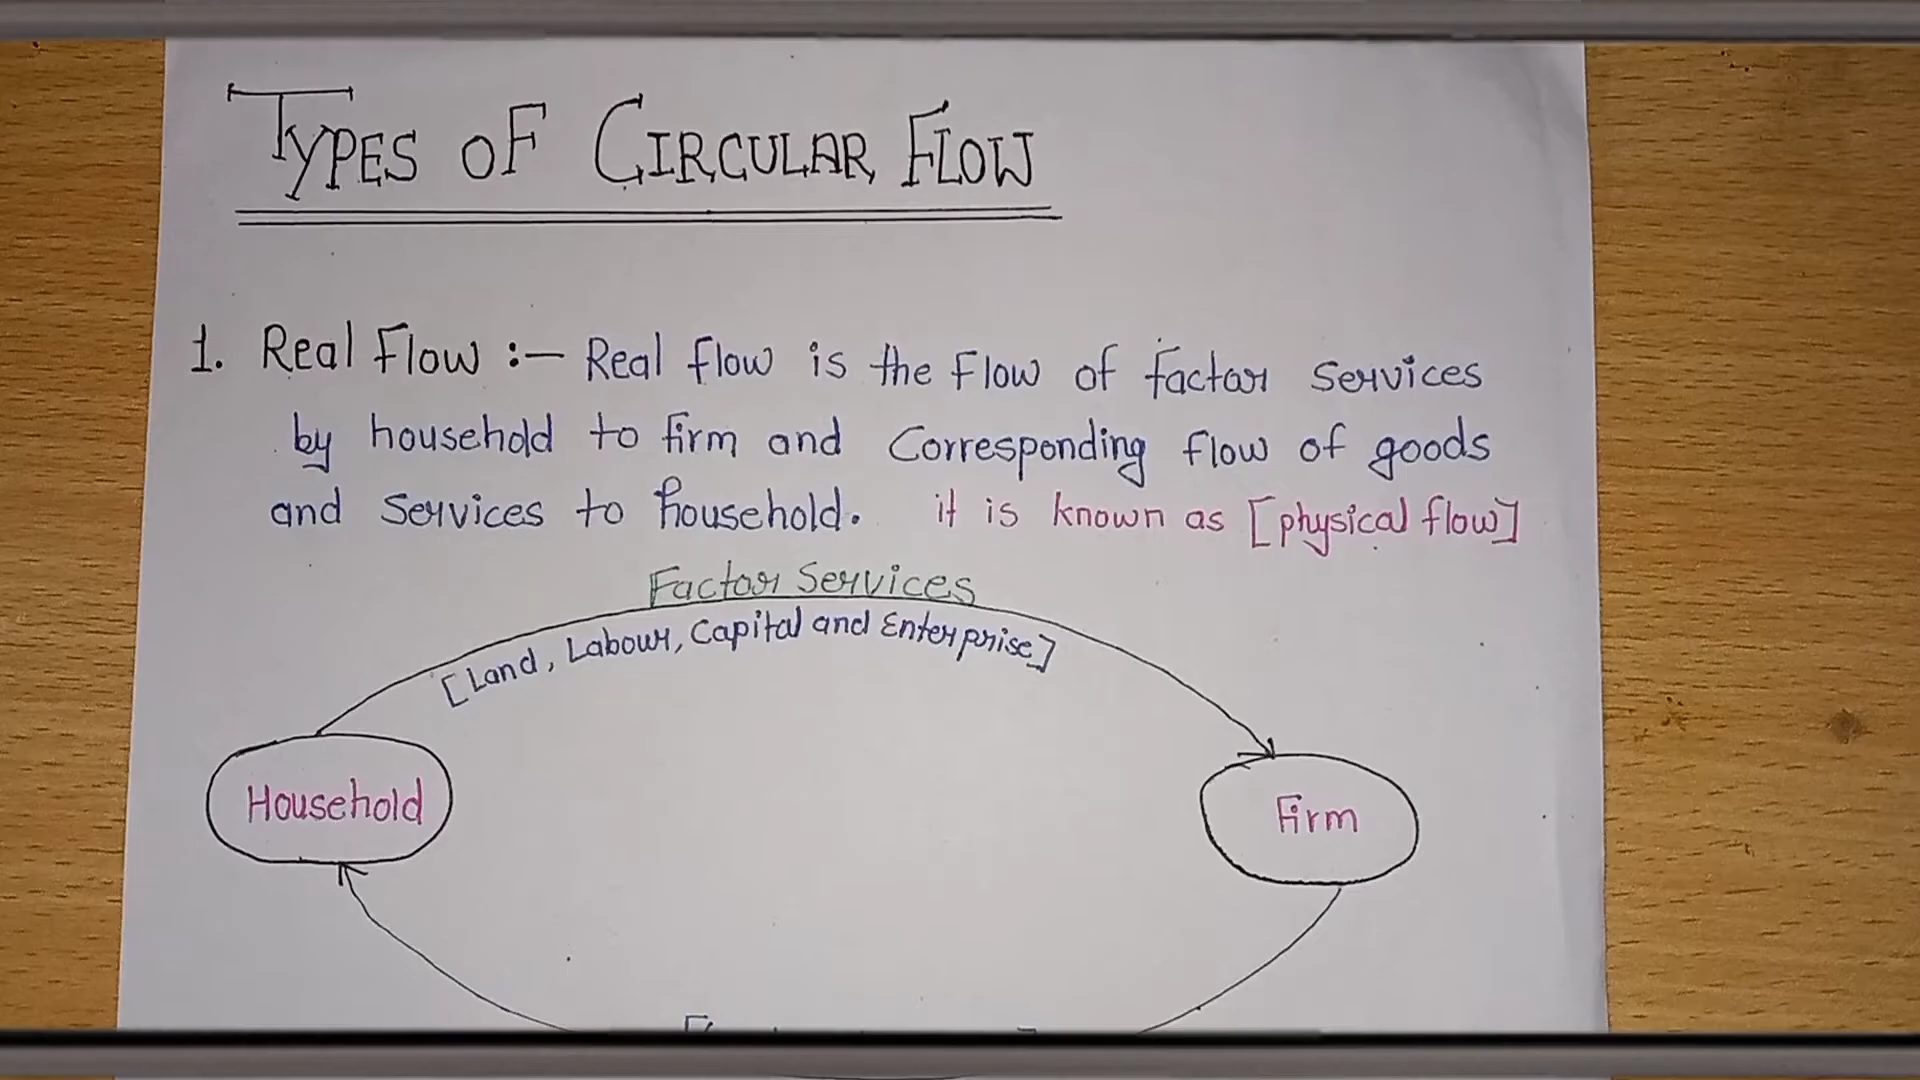 TYPES OF CIRCULAR FLOW
1. Real Flow :— Real flow is the Flow of factor services
by household to firm and Corresponding flow of goods
and services to household. it is known as [physical flow]
Factor Services
[Land, Labour, Capital and Enterprise]
Household
Firm